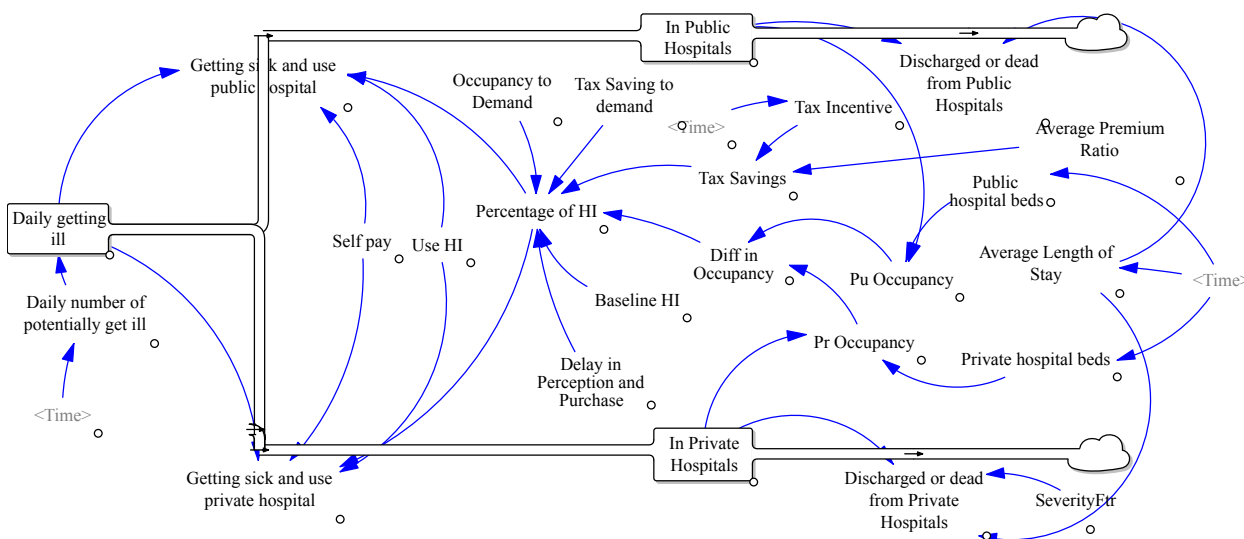 In Public
Hospitals
Getting sick and use
public hospital
Occupancy to
Demand
Tax Saving to
demand
<Time>
Tax Incentive
Discharged or dead
from Public
Hospitals
Average Premium
Ratio
Tax Savings
Public
hospital beds
Daily getting
ill
Percentage of HI
Self pay
Use HI
Diff in
Occupancy
Pu Occupancy
Average Length of
Stay
<Time>
Daily number of
potentially get ill
Baseline HI
Pr Occupancy
Private hospital beds
Delay in
Perception and
Purchase
<Time>
In Private
Hospitals
Getting sick and use
private hospital
Discharged or dead
from Private
Hospitals
SeverityFtr